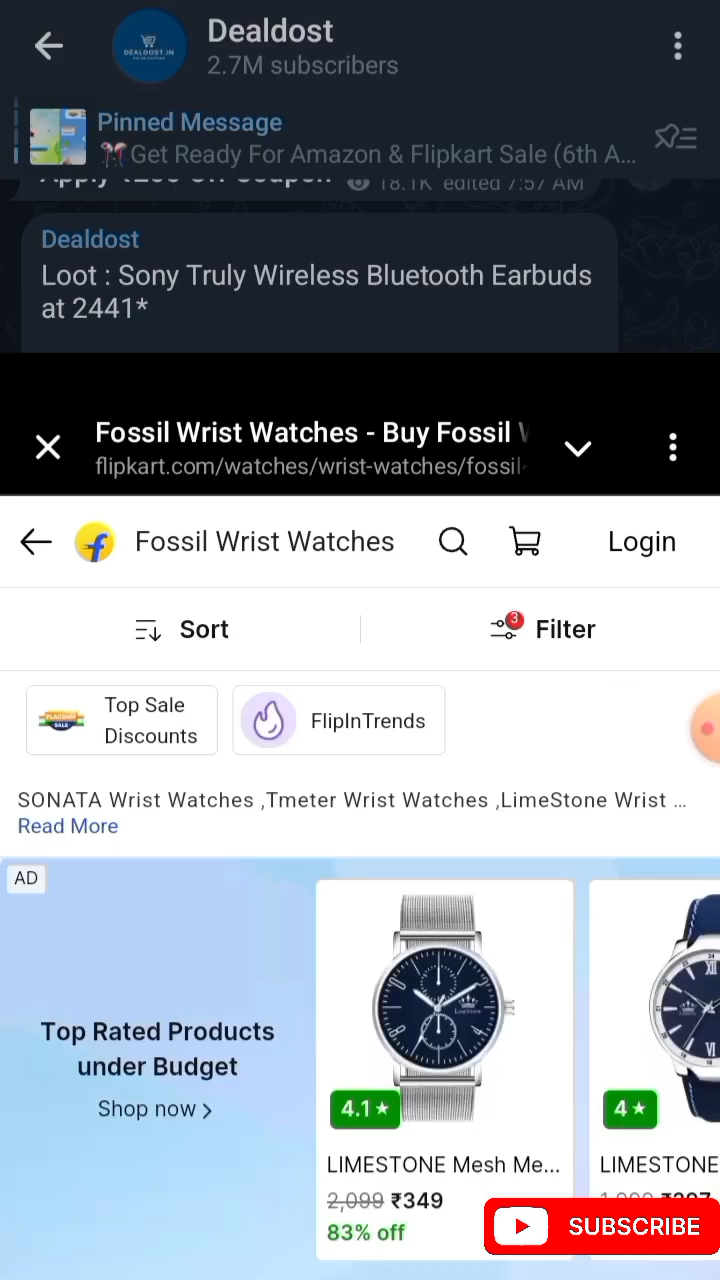 Dealdost
2.7M subscribers
DEALDOST.IN
Pinned Message
Get Ready For Amazon & Flipkart Sale (6th A...
18.1K edited 7:57 AM
Dealdost
Loot : Sony Truly Wireless Bluetooth Earbuds
at 2441*
Fossil Wrist Watches - Buy Fossil
flipkart.com/watches/wrist-watches/fossil-
Fossil Wrist Watches
Login
Sort
3
Filter
Top Sale
Discounts
FLAGSHIP
SALE
FlipInTrends
SONATA Wrist Watches ,Tmeter Wrist Watches ,LimeStone Wrist ...
Read More
AD
Top Rated Products
under Budget
Shop now
4.1★
4★
LIMESTONE Mesh Me...
LIMESTONE
2,099 ₹349
83% off
SUBSCRIBE